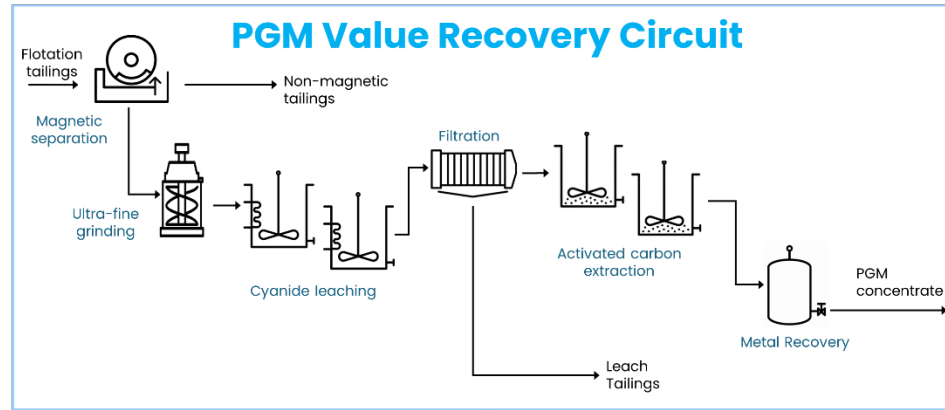 PGM Value Recovery Circuit
Flotation
tailings
Non-magnetic
tailings
Magnetic
separation
Filtration
Ultra-fine
grinding
Cyanide leaching
Activated carbon
extraction
PGM
concentrate
Metal Recovery
Leach
Tailings